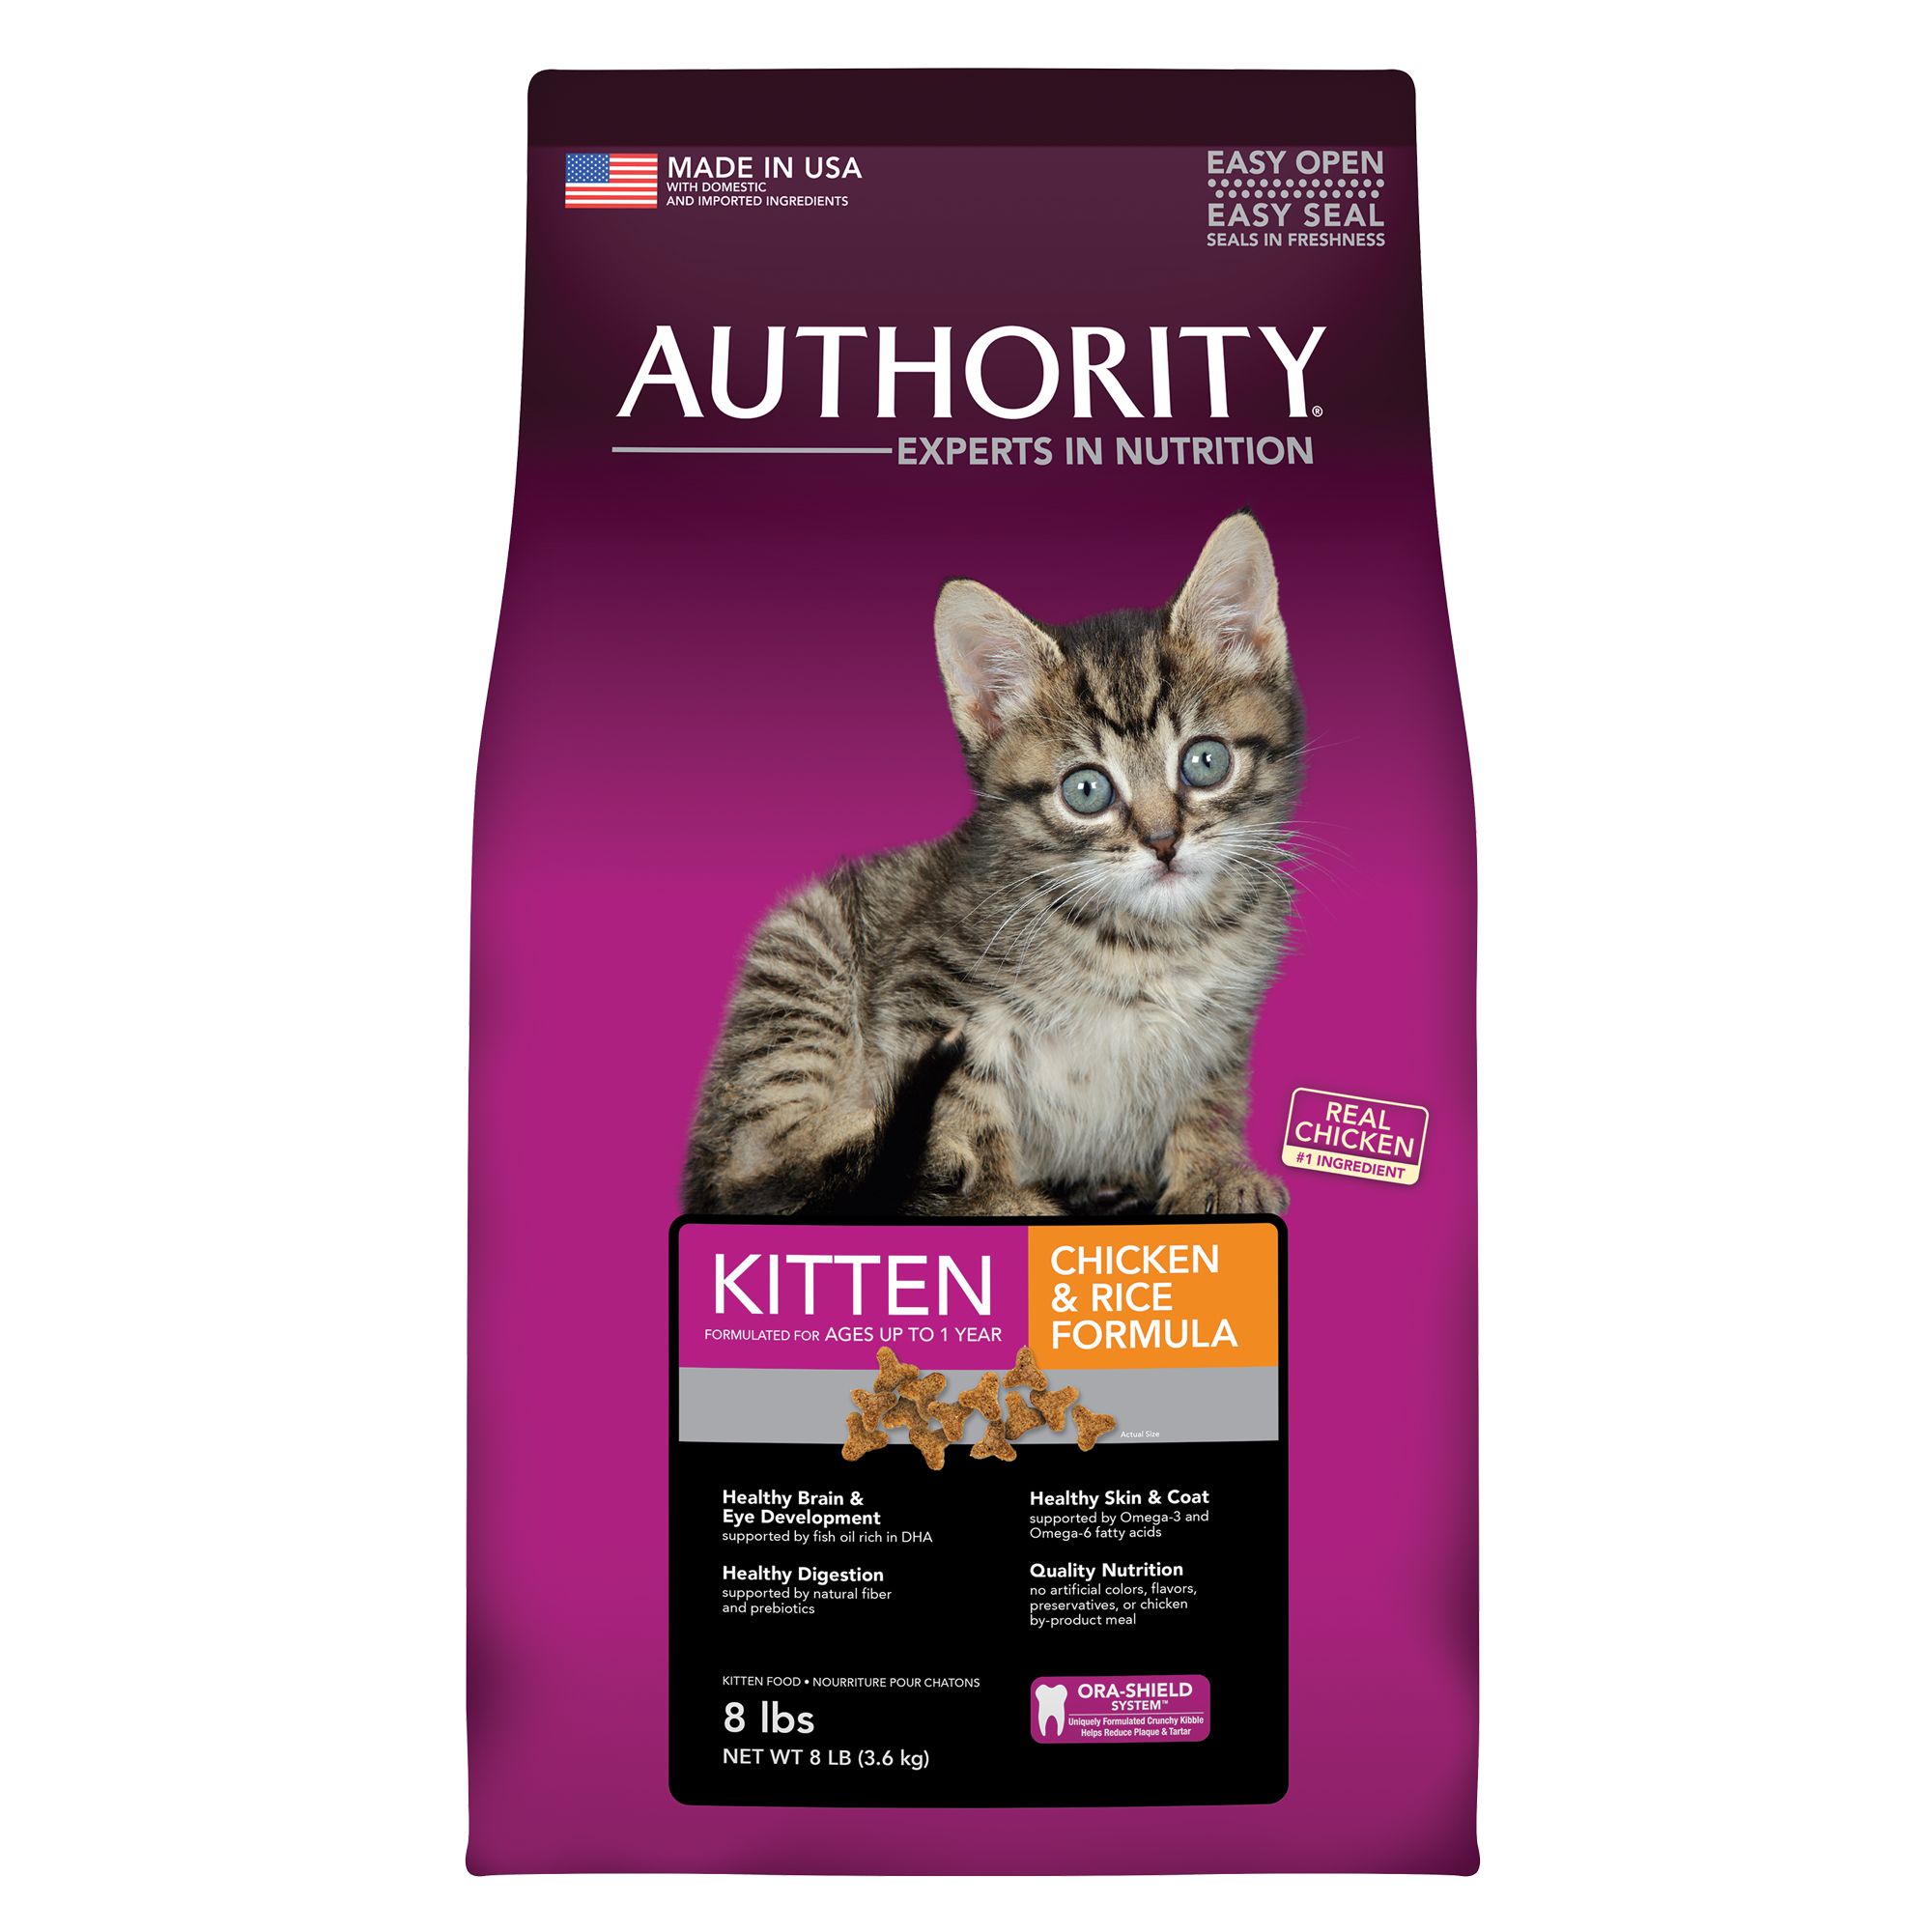 MADE IN USA
WITH DOMESTIC
AND IMPORTED INGREDIENTS
EASY OPEN
EASY SEAL
SEALS IN FRESHNESS
AUTHORITY®
EXPERTS IN NUTRITION
REAL
CHICKEN
#1 INGREDIENT
KITTEN
FORMULATED FOR AGES UP TO 1 YEAR
CHICKEN
& RICE
FORMULA
Actual Size
Healthy Brain &
Eye Development
supported by fish oil rich in DHA
Healthy Digestion
supported by natural fiber
and prebiotics
Healthy Skin & Coat
supported by Omega-3 and
Omega-6 fatty acids
Quality Nutrition
no artificial colors, flavors,
preservatives, or chicken
by-product meal
KITTEN FOOD • NOURRITURE POUR CHATONS
8 lbs
NET WT 8 LB (3.6 kg)
ORA-SHIELD
SYSTEM™
Uniquely Formulated Crunchy Kibble
Helps Reduce Plaque & Tartar